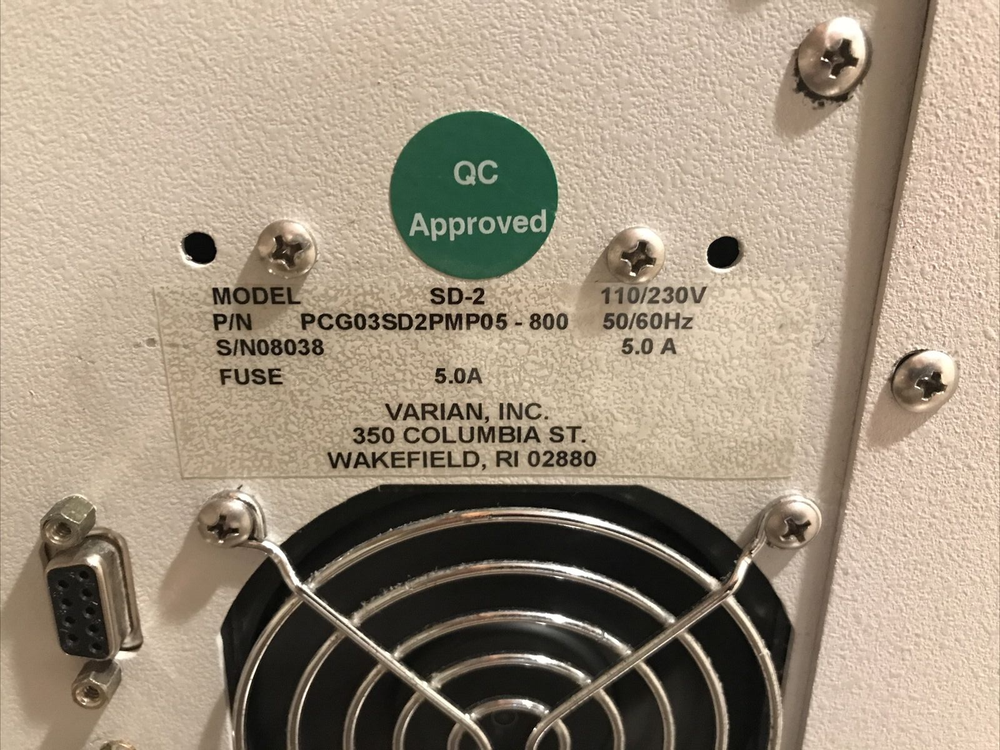 QC
Approved
MODEL SD-2 110/230V
P/N PCG03SD2PMP05 - 800 50/60Hz
S/N08038 5.0 A
FUSE 5.0A
VARIAN, INC.
350 COLUMBIA ST.
WAKEFIELD, RI 02880